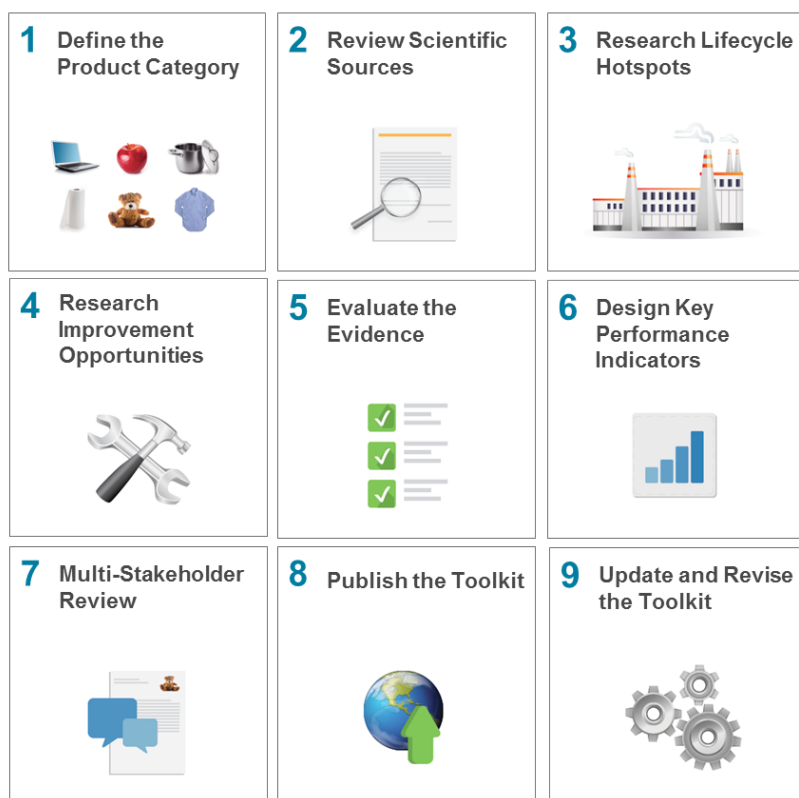 1 Define the
Product Category
2 Review Scientific
Sources
3 Research Lifecycle
Hotspots
4 Research
Improvement
Opportunities
5 Evaluate the
Evidence
6 Design Key
Performance
Indicators
7 Multi-Stakeholder
Review
8 Publish the Toolkit
9 Update and Revise
the Toolkit